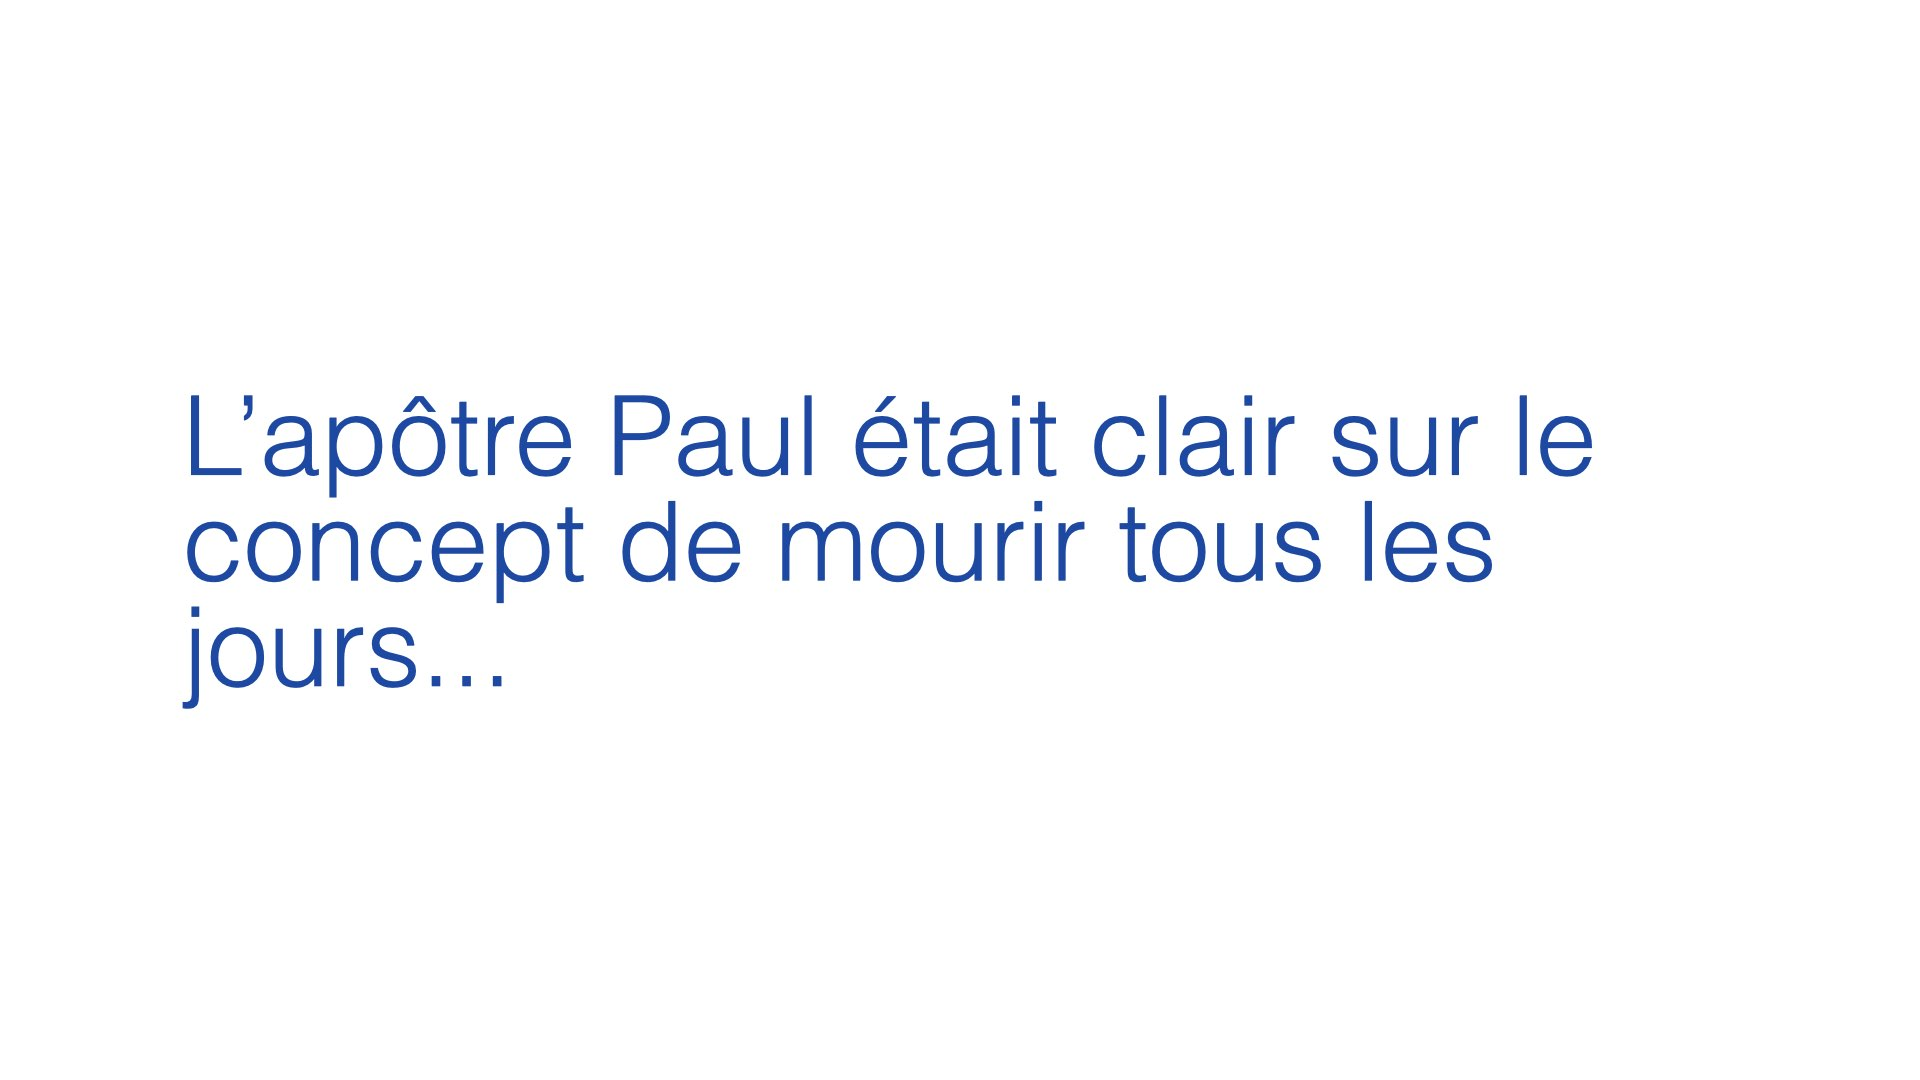 L’apôtre Paul était clair sur le
concept de mourir tous les
jours...